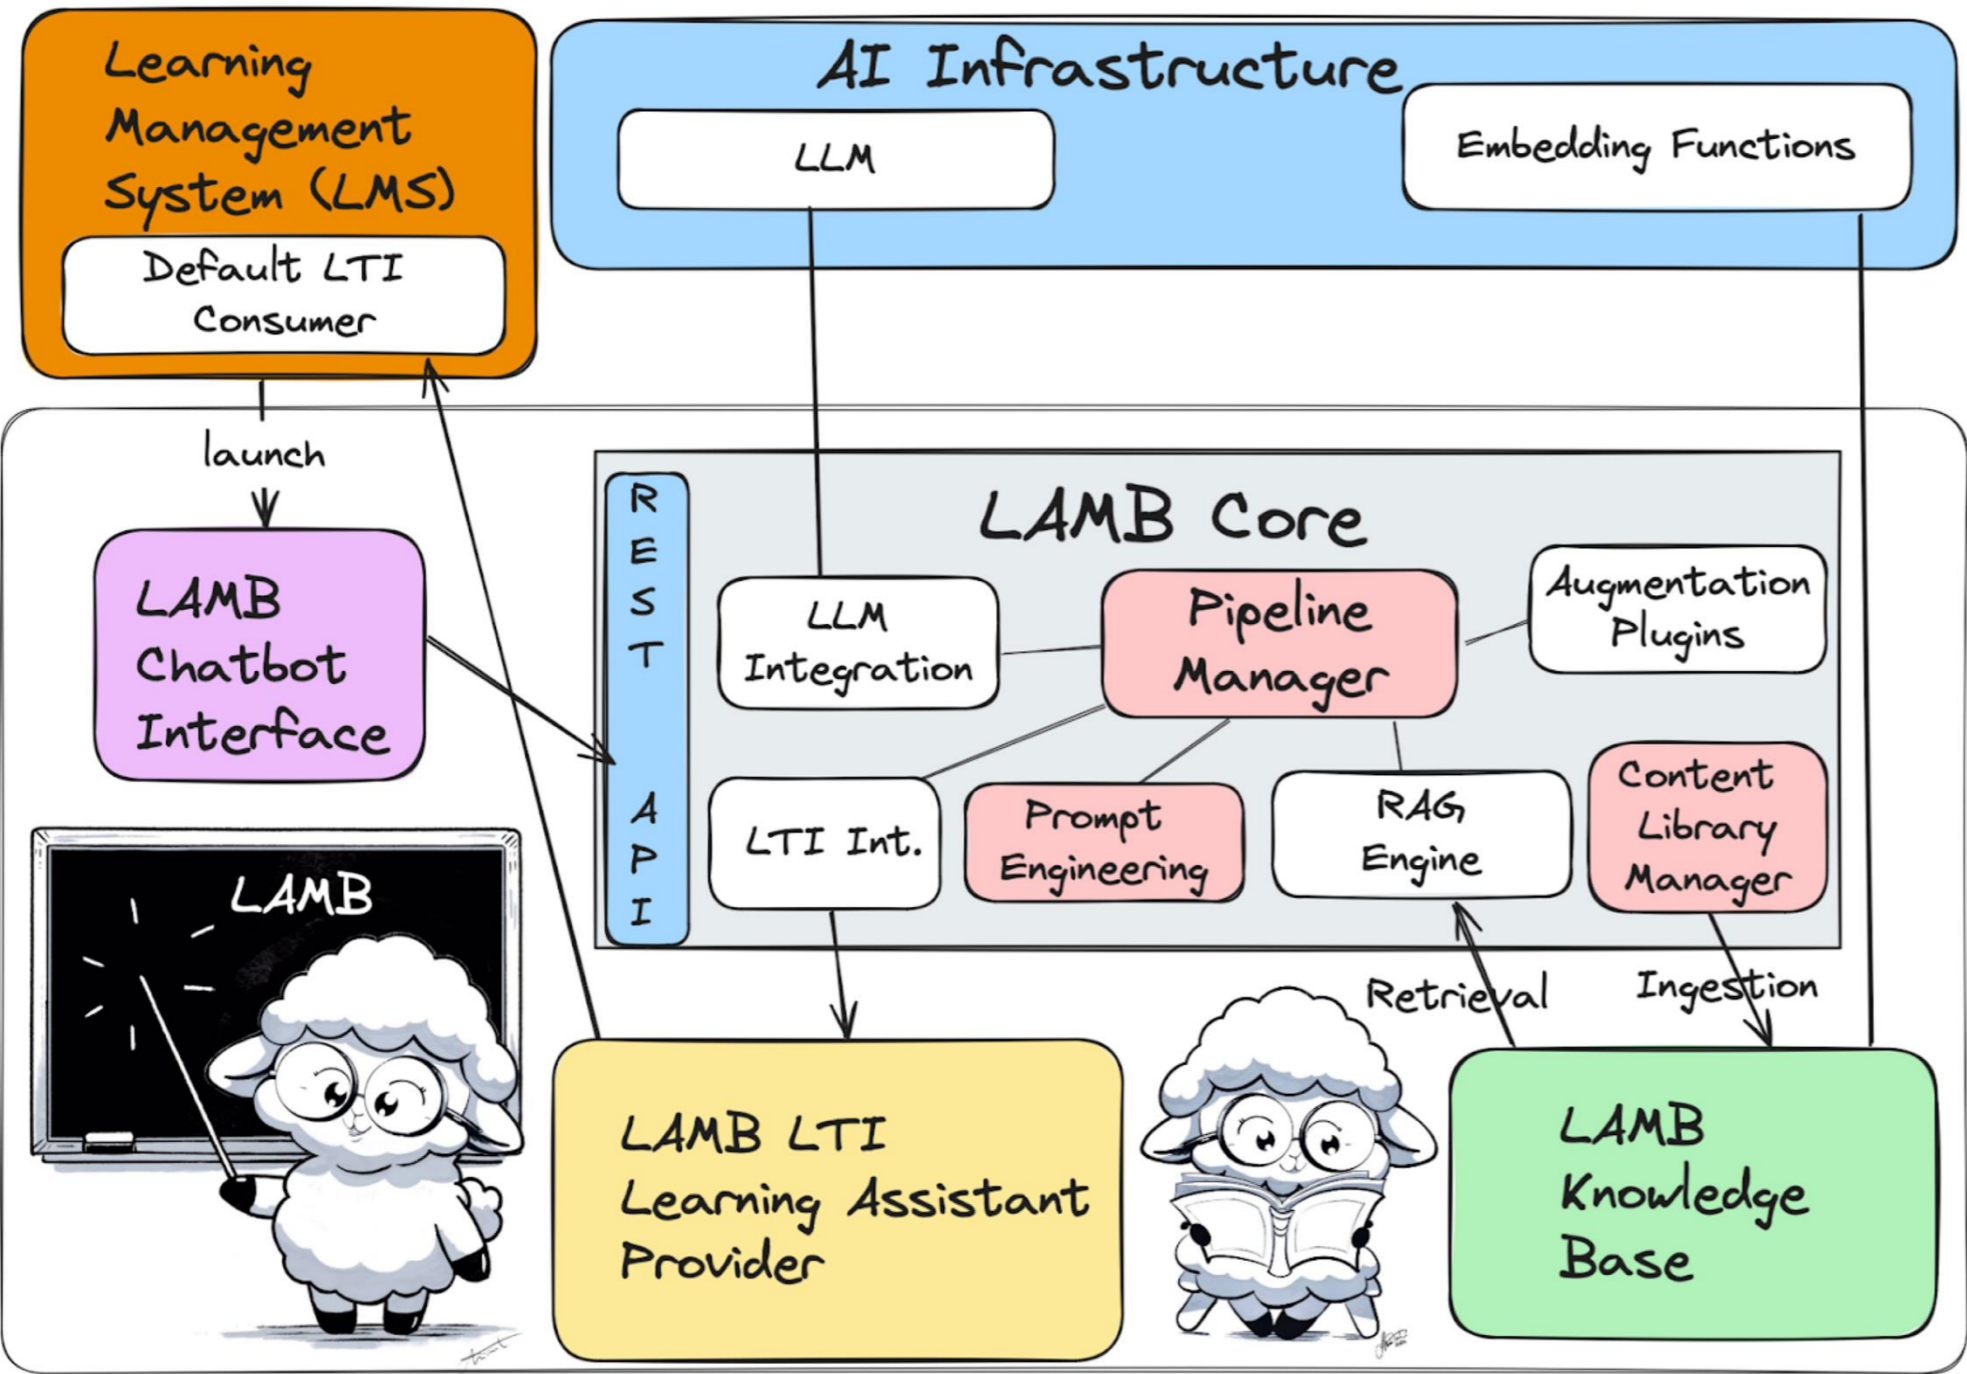 Learning
Management
System (LMS)
Default LTI
Consumer
AI Infrastructure
LLM
Embedding Functions
launch
LAMB
Chatbot
Interface
REST API
LAMB Core
LLM
Integration
Pipeline
Manager
Augmentation
Plugins
LTI Int.
Prompt
Engineering
RAG
Engine
Content
Library
Manager
Retrieval
Ingestion
LAMB
LAMB LTI
Learning Assistant
Provider
LAMB
Knowledge
Base